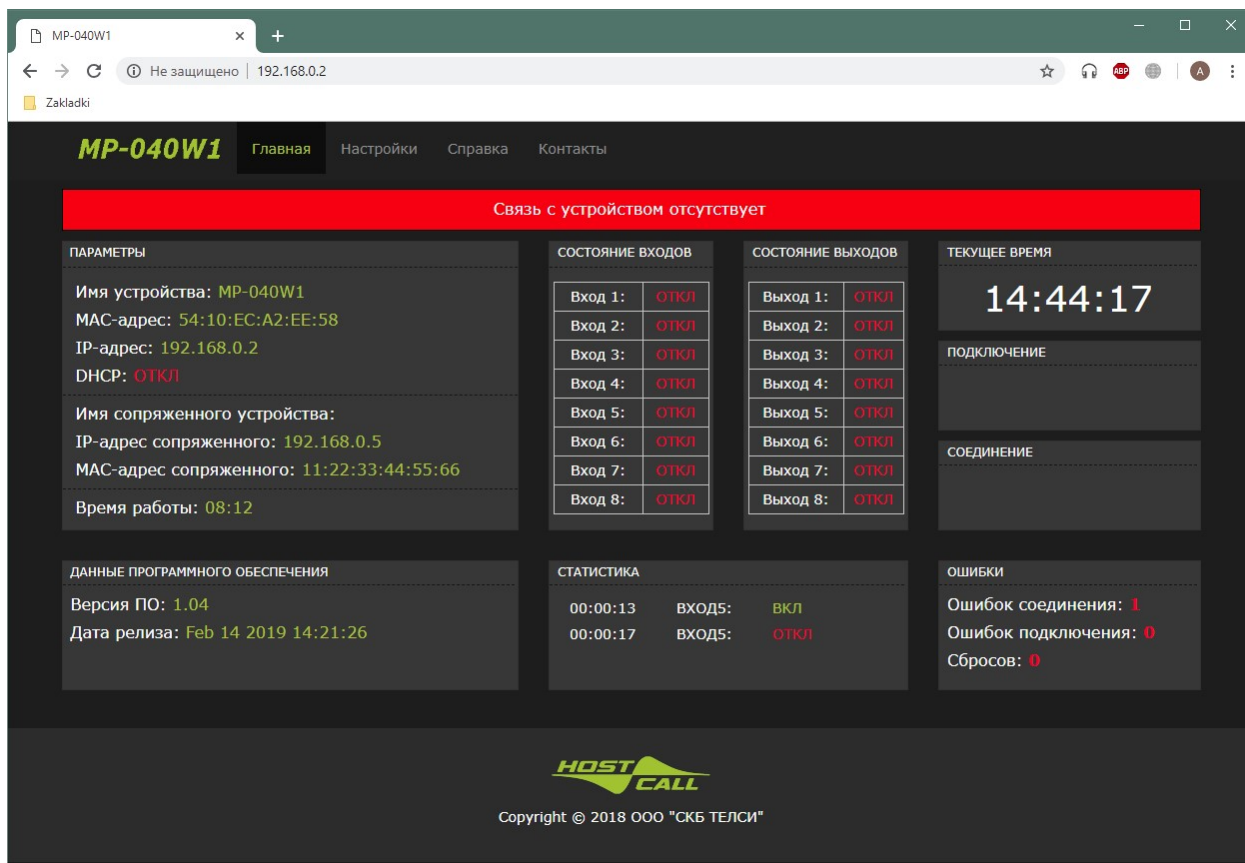 MP-040W1
Не защищено 192.168.0.2
ABP A
Zakladki
MP-040W1 Главная Настройки Справка Контакты
Связь с устройством отсутствует
ПАРАМЕТРЫ
Имя устройства: MP-040W1
MAC-адрес: 54:10:EC:A2:EE:58
IP-адрес: 192.168.0.2
DHCP: ОТКЛ
Имя сопряженного устройства:
IP-адрес сопряженного: 192.168.0.5
MAC-адрес сопряженного: 11:22:33:44:55:66
Время работы: 08:12
СОСТОЯНИЕ ВХОДОВ
Вход 1: ОТКЛ
Вход 2: ОТКЛ
Вход 3: ОТКЛ
Вход 4: ОТКЛ
Вход 5: ОТКЛ
Вход 6: ОТКЛ
Вход 7: ОТКЛ
Вход 8: ОТКЛ
СОСТОЯНИЕ ВЫХОДОВ
Выход 1: ОТКЛ
Выход 2: ОТКЛ
Выход 3: ОТКЛ
Выход 4: ОТКЛ
Выход 5: ОТКЛ
Выход 6: ОТКЛ
Выход 7: ОТКЛ
Выход 8: ОТКЛ
ТЕКУЩЕЕ ВРЕМЯ
14:44:17
ПОДКЛЮЧЕНИЕ
СОЕДИНЕНИЕ
ДАННЫЕ ПРОГРАММНОГО ОБЕСПЕЧЕНИЯ
Версия ПО: 1.04
Дата релиза: Feb 14 2019 14:21:26
СТАТИСТИКА
00:00:13 ВХОД5: ВКЛ
00:00:17 ВХОД5: ОТКЛ
ОШИБКИ
Ошибок соединения: 1
Ошибок подключения: 0
Сбросов: 0
HOST
CALL
Copyright © 2018 ООО "СКБ ТЕЛСИ"